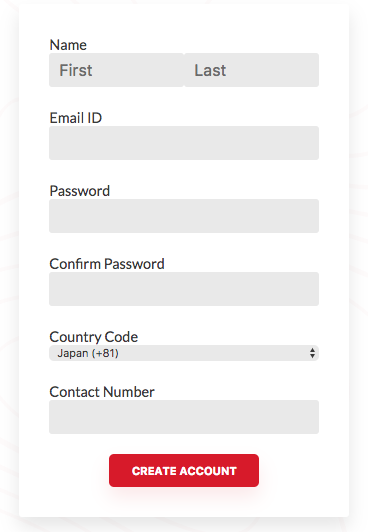 Name
First Last
Email ID
Password
Confirm Password
Country Code
Japan (+81)
Contact Number
CREATE ACCOUNT